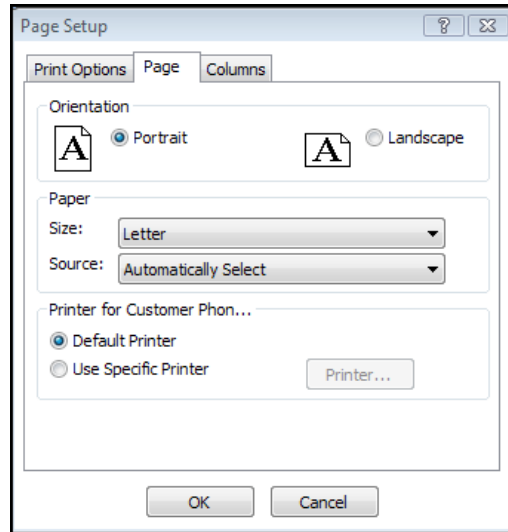 Page Setup
Print Options Page Columns
Orientation
A Portrait A Landscape
Paper
Size: Letter
Source: Automatically Select
Printer for Customer Phon...
Default Printer
Use Specific Printer Printer...
OK Cancel